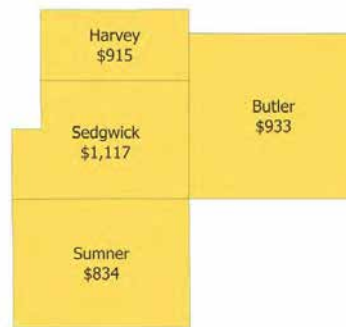 Harvey
$915
Butler
$933
Sedgwick
$1,117
Sumner
$834